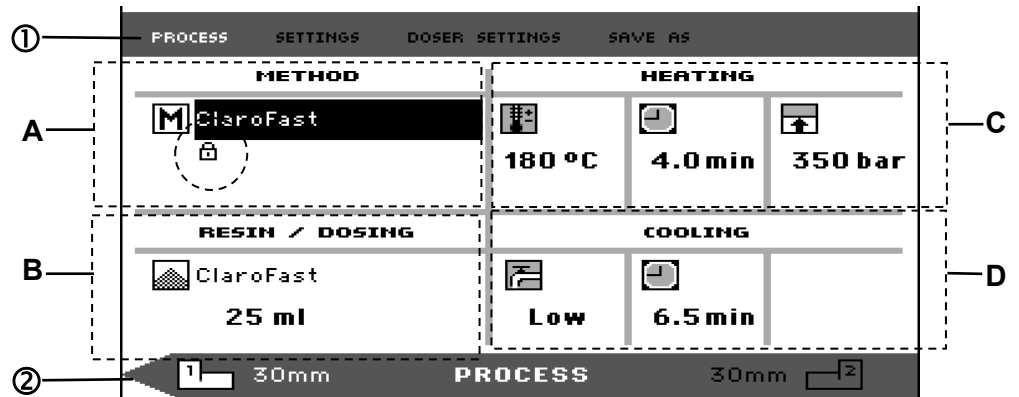 ①
PROCESS SETTINGS DOSER SETTINGS SAVE AS
METHOD HEATING
A M ClaroFast C
180 ºC 4.0 min 350 bar
RESIN / DOSING COOLING
B ClaroFast D
25 ml Low 6.5 min
② 1 30mm PROCESS 30mm 2